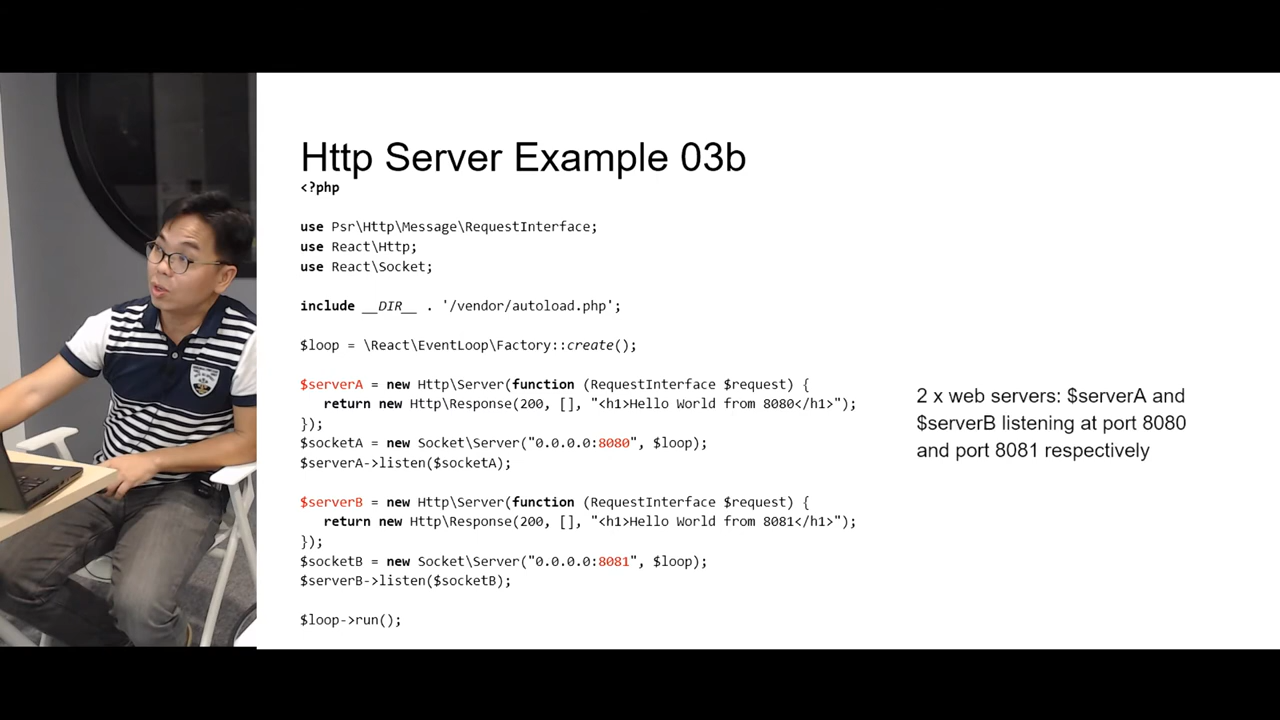 Http Server Example 03b
<?php
use Psr\Http\Message\RequestInterface;
use React\Http;
use React\Socket;
include __DIR__ . '/vendor/autoload.php';
$loop = \React\EventLoop\Factory::create();
$serverA = new Http\Server(function (RequestInterface $request) {
return new Http\Response(200, [], "<h1>Hello World from 8080</h1>");
});
$socketA = new Socket\Server("0.0.0.0:8080", $loop);
$serverA->listen($socketA);
$serverB = new Http\Server(function (RequestInterface $request) {
return new Http\Response(200, [], "<h1>Hello World from 8081</h1>");
});
$socketB = new Socket\Server("0.0.0.0:8081", $loop);
$serverB->listen($socketB);
$loop->run();
2 x web servers: $serverA and
$serverB listening at port 8080
and port 8081 respectively